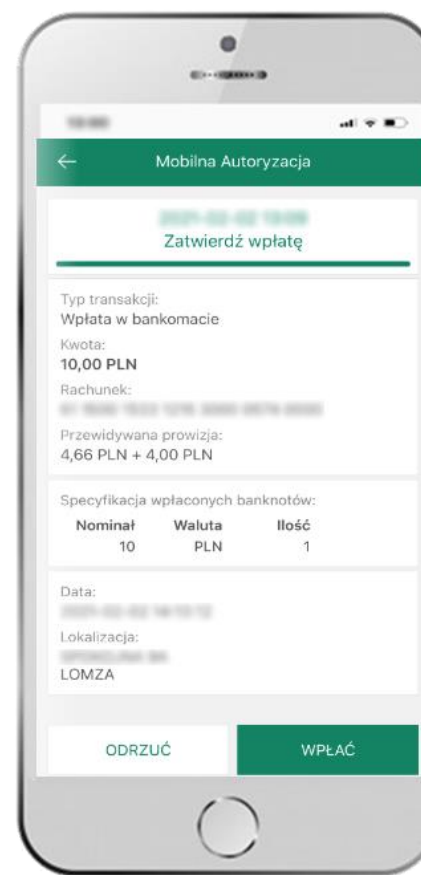 Mobilna Autoryzacja
Zatwierdź wpłatę
Typ transakcji:
Wpłata w bankomacie
Kwota:
10,00 PLN
Rachunek:
Przewidywana prowizja:
4,66 PLN + 4,00 PLN
Specyfikacja wpłaconych banknotów:
Nominał Waluta Ilość
10 PLN 1
Data:
Lokalizacja:
LOMZA
ODRZUĆ WPŁAĆ